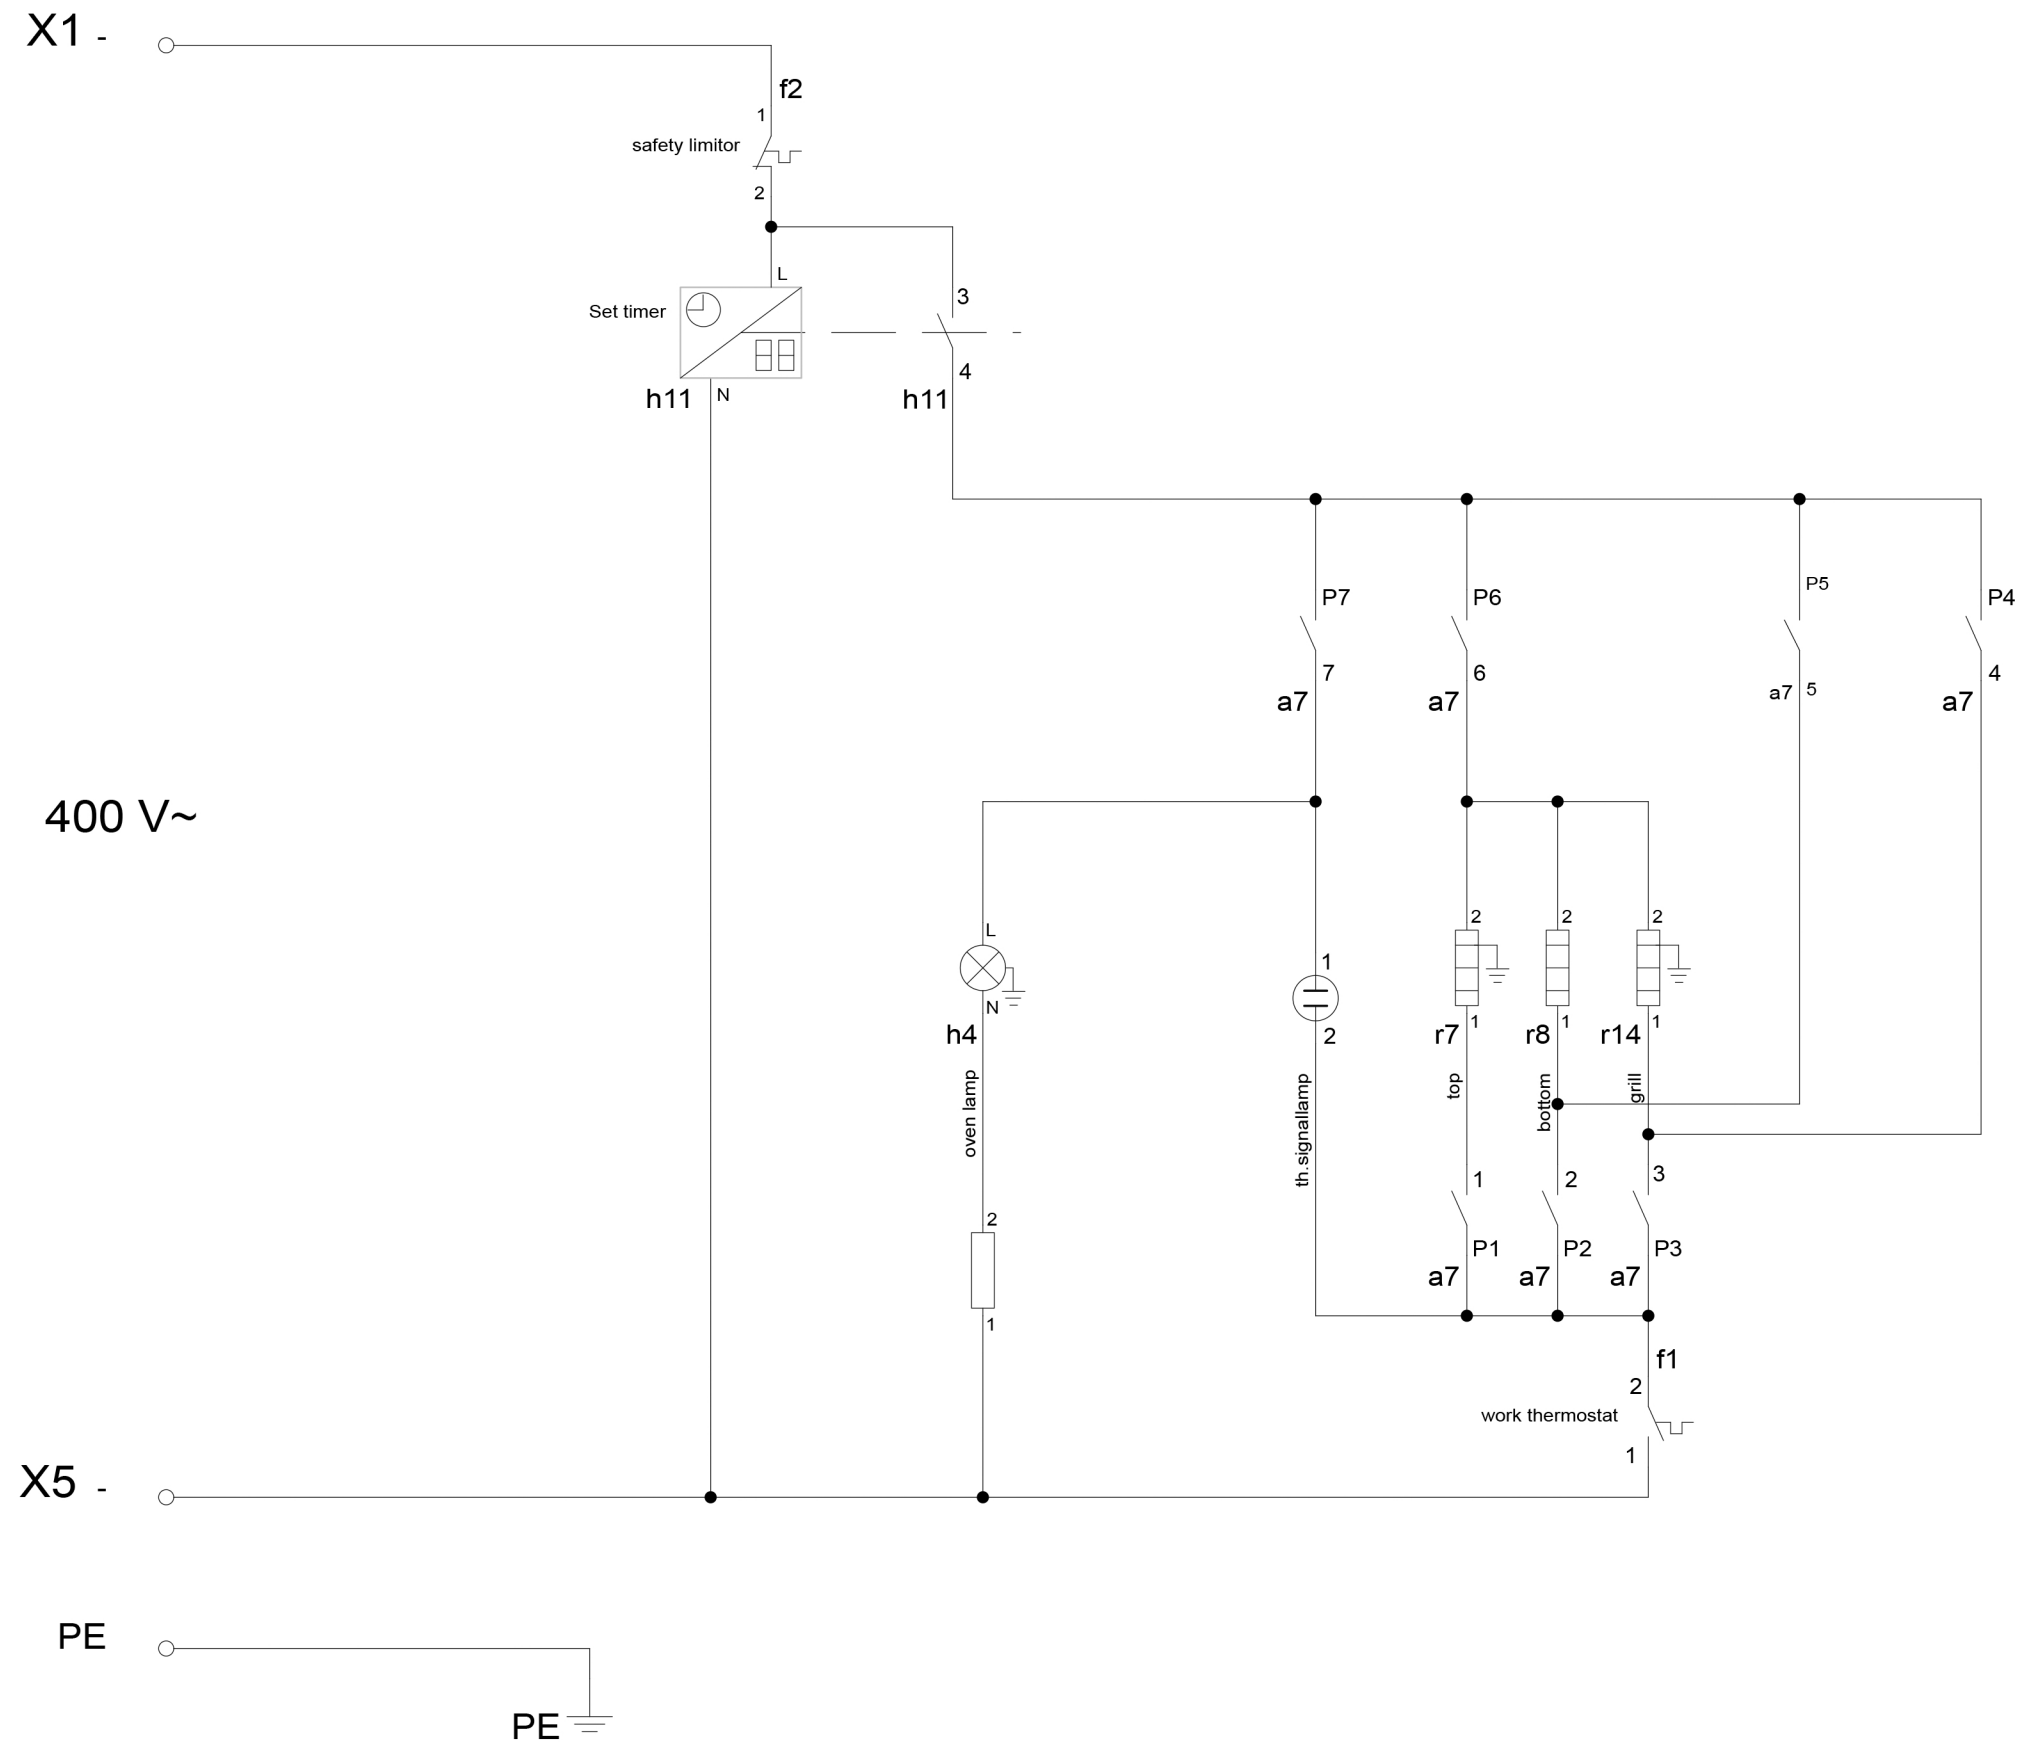 X1 -
f2
1
safety limitor
2
L
Set timer
3
4
h11
N
h11
P7
P6
P5
P4
7
6
5
4
a7
a7
a7
a7
400 V~
L
2
2
2
1
N
2
1
1
1
h4
r7
r8
r14
oven lamp
th.signallamp
top
bottom
grill
1
2
3
2
P1
P2
P3
a7
a7
a7
1
f1
2
work thermostat
1
X5 -
PE
PE